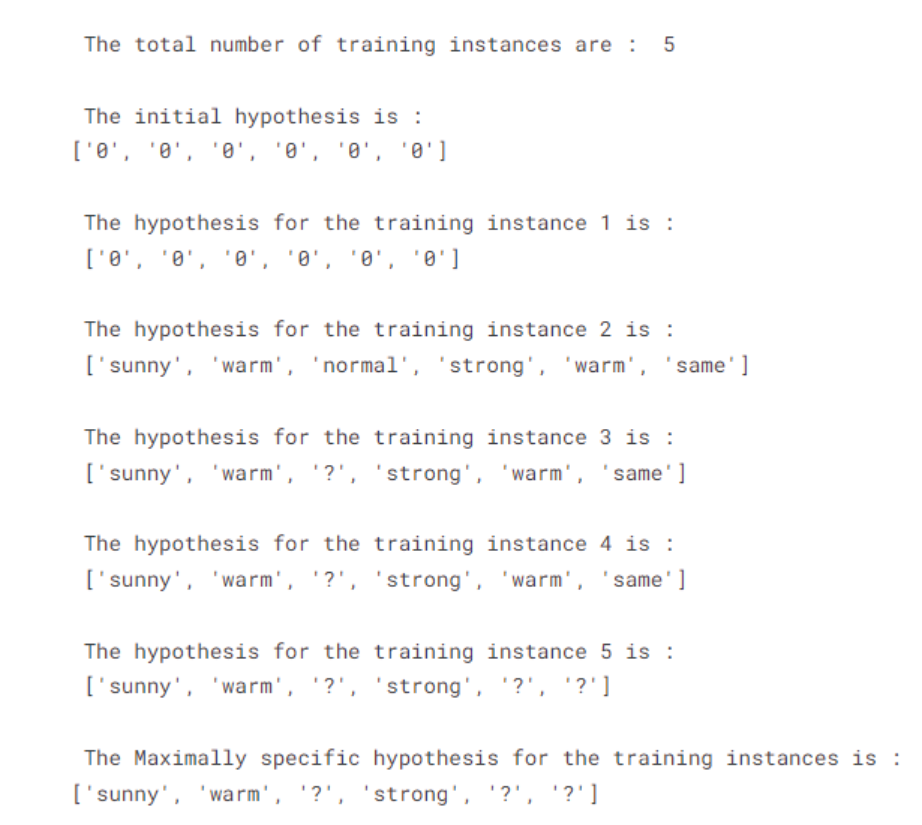 The total number of training instances are :  5
The initial hypothesis is :
['0', '0', '0', '0', '0', '0']
The hypothesis for the training instance 1 is :
['0', '0', '0', '0', '0', '0']
The hypothesis for the training instance 2 is :
['sunny', 'warm', 'normal', 'strong', 'warm', 'same']
The hypothesis for the training instance 3 is :
['sunny', 'warm', '?', 'strong', 'warm', 'same']
The hypothesis for the training instance 4 is :
['sunny', 'warm', '?', 'strong', 'warm', 'same']
The hypothesis for the training instance 5 is :
['sunny', 'warm', '?', 'strong', '?', '?']
The Maximally specific hypothesis for the training instances is :
['sunny', 'warm', '?', 'strong', '?', '?']